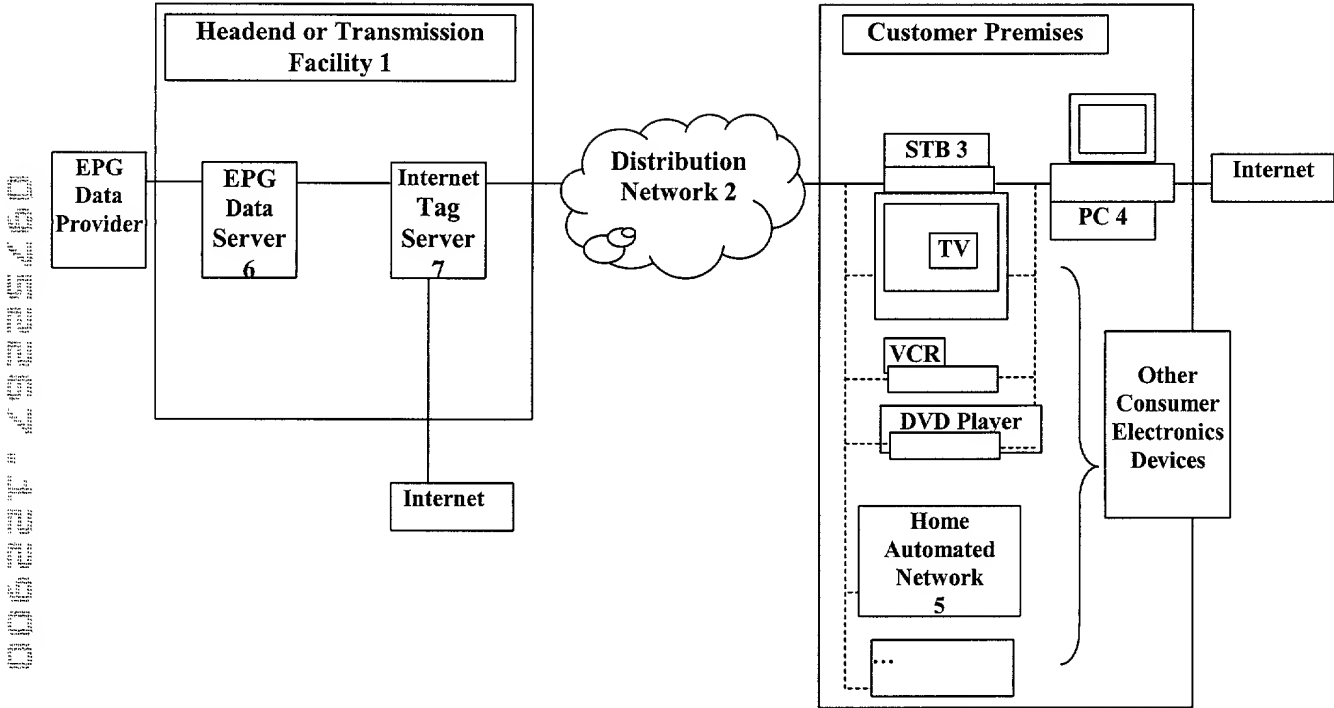 Headend or Transmission
Facility 1
EPG
Data
Provider
EPG
Data
Server
6
Internet
Tag
Server
7
Internet
Distribution
Network 2
Customer Premises
STB 3
TV
PC 4
Internet
VCR
DVD Player
Home
Automated
Network
5
...
Other
Consumer
Electronics
Devices